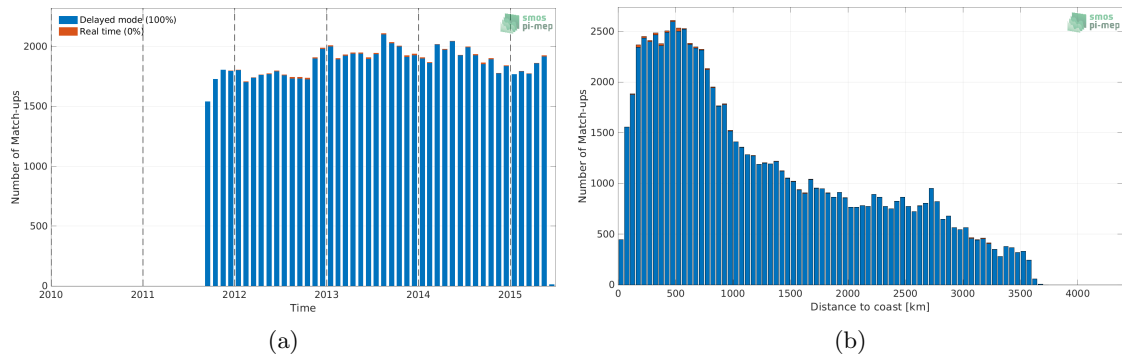 Delayed mode (100%)
Real time (0%)
smos
pi-mep
Number of Match-ups
2000
1500
1000
500
0
2010
2011
2012
2013
2014
2015
Time
(a)
smos
pi-mep
Number of Match-ups
2500
2000
1500
1000
500
0
0
500
1000
1500
2000
2500
3000
3500
4000
Distance to coast [km]
(b)